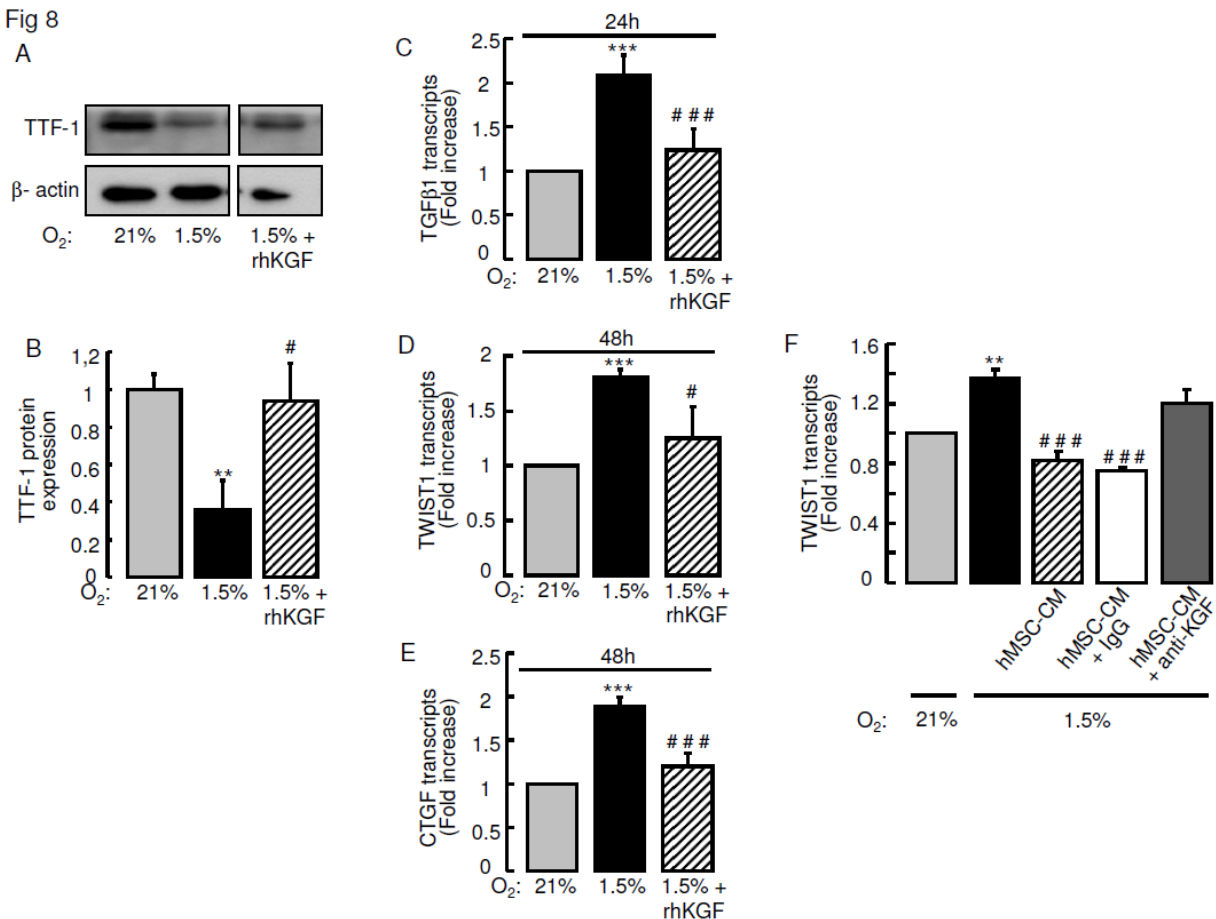 Fig 8
A
TTF-1
β- actin
O2:
21%
1.5%
1.5% +
rhKGF
B
TTF-1 protein
expression
1,2
1
0.8
0.6
0.4
0.2
0
**
#
O2:
21%
1.5%
1.5% +
rhKGF
C
24h
TGFβ1 transcripts
(Fold increase)
2.5
2
1.5
1
0.5
0
***
# # #
O2:
21%
1.5%
1.5% +
rhKGF
D
48h
TWIST1 transcripts
(Fold increase)
2
1.5
1
0.5
0
***
#
O2:
21%
1.5%
1.5% +
rhKGF
E
48h
CTGF transcripts
(Fold increase)
2.5
2
1.5
1
0.5
0
***
# # #
O2:
21%
1.5%
1.5% +
rhKGF
F
TWIST1 transcripts
(Fold increase)
1.6
1.2
0.8
0.4
0
**
# # #
# # #
hMSC-CM
hMSC-CM
+ IgG
hMSC-CM
+ anti-KGF
O2:
21%
1.5%